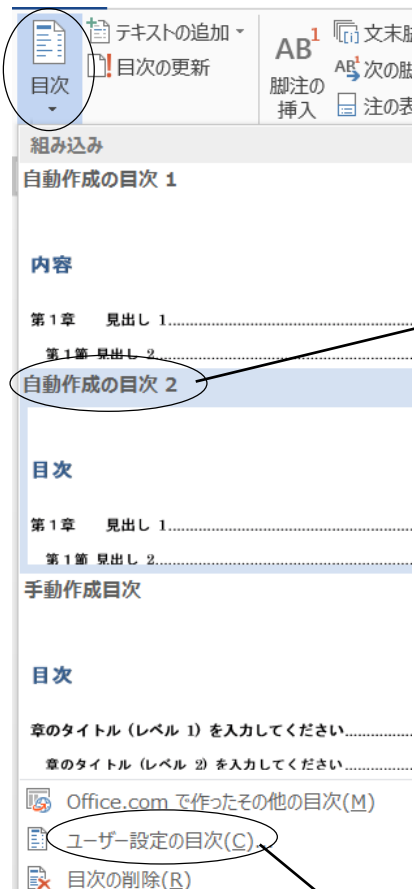 目次
テキストの追加
目次の更新
AB1
脚注の
挿入
文末脚
AB1 次の脚
注の表
組み込み
自動作成の目次 1
内容
第1章 見出し 1
第1節 見出し 2
自動作成の目次 2
目次
第1章 見出し 1
第1節 見出し 2
手動作成目次
目次
章のタイトル (レベル 1) を入力してください
章のタイトル (レベル 2) を入力してください
Office.com で作ったその他の目次(M)
ユーザー設定の目次(C)...
目次の削除(R)